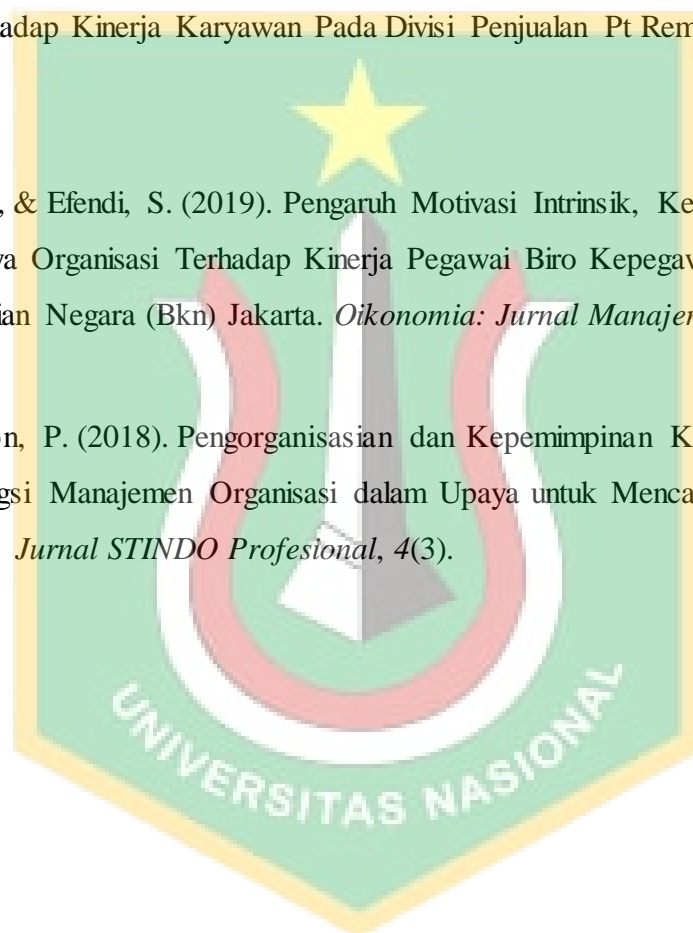 adap Kinerja Karyawan Pada Divisi Penjualan Pt Rem
, & Efendi, S. (2019). Pengaruh Motivasi Intrinsik, Ke
a Organisasi Terhadap Kinerja Pegawai Biro Kepegaw
ian Negara (Bkn) Jakarta. Oikonomia: Jurnal Manajer
on, P. (2018). Pengorganisasian dan Kepemimpinan K
gsi Manajemen Organisasi dalam Upaya untuk Menca
Jurnal STINDO Profesional, 4(3).
UNIVERSITAS NASIONAL